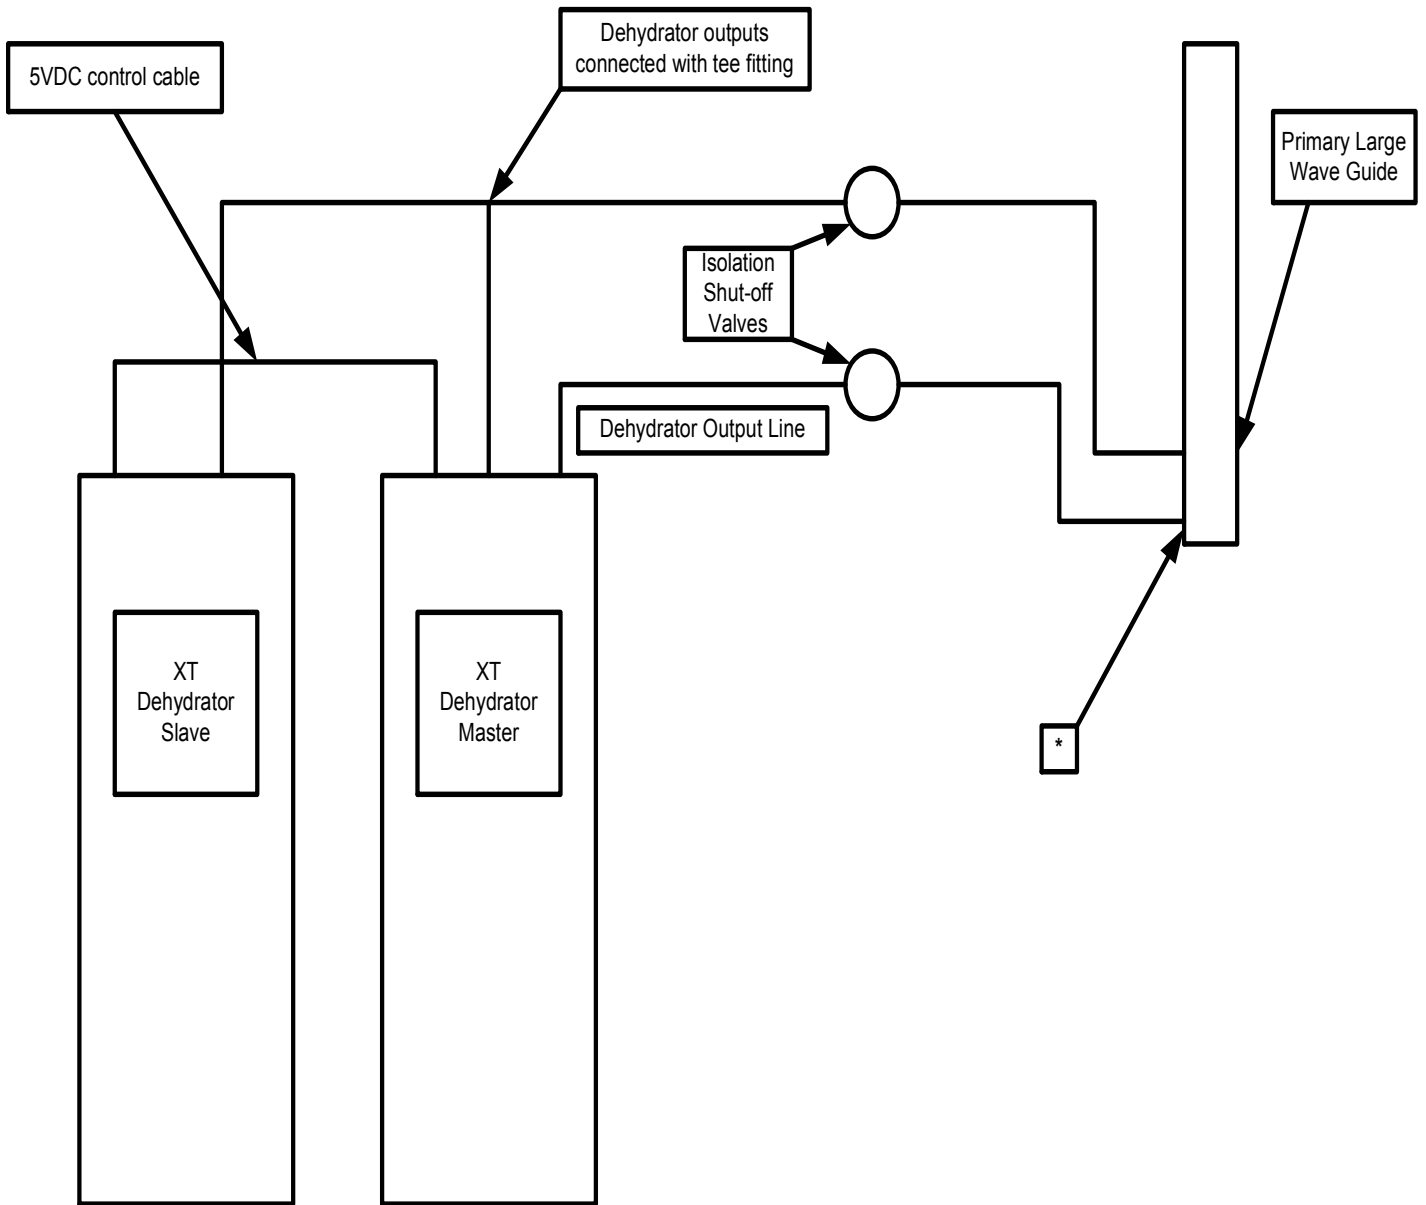 Dehydrator outputs
connected with tee fitting
5VDC control cable
Primary Large
Wave Guide
Isolation
Shut-off
Valves
Dehydrator Output Line
XT
Dehydrator
Slave
XT
Dehydrator
Master
*